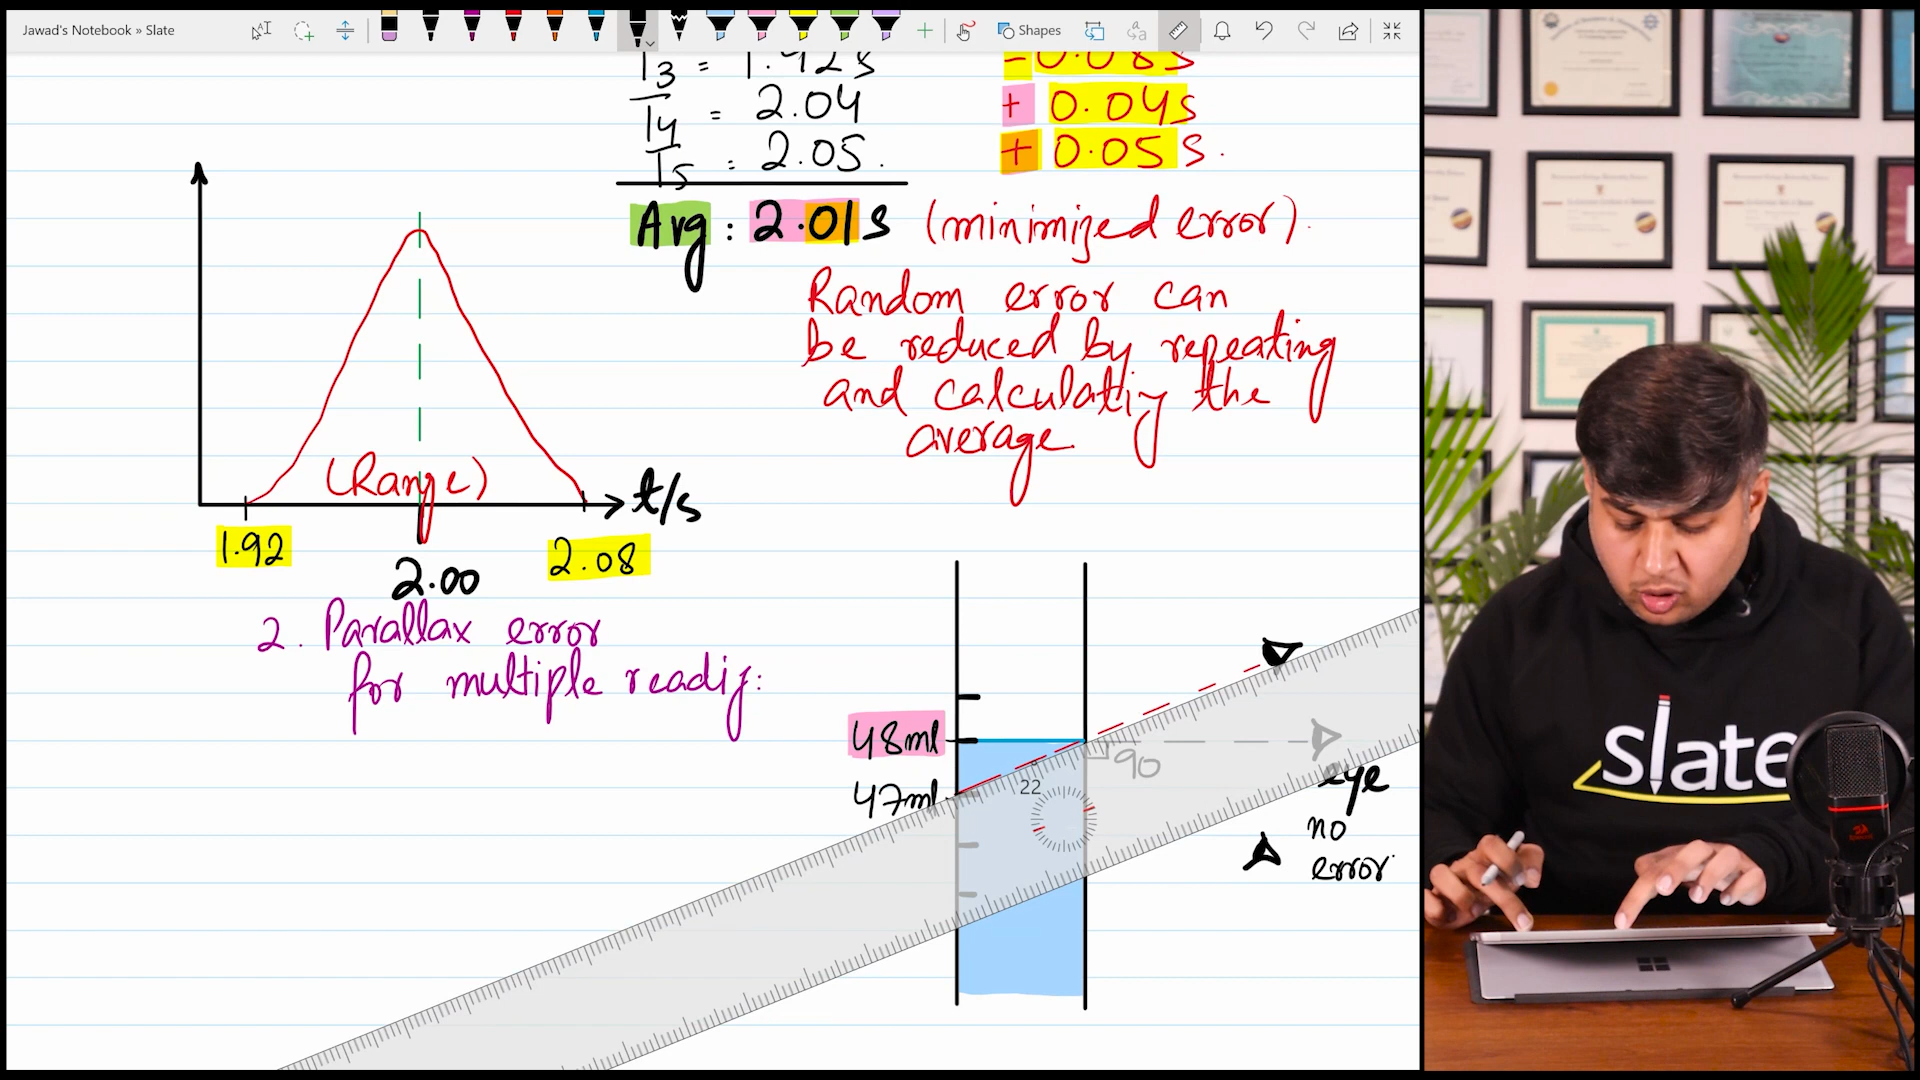 Jawad's Notebook » Slate
Shapes
T3 = 1.92s
- 0.08s
T4 = 2.04
+ 0.04s
T5 = 2.05.
+ 0.05s.
Avg: 2.01s (minimized error).
Random error can
be reduced by repeating
and calculating the
average.
(Range)
t/s
1.92
2.00
2.08
2. Parallax error
for multiple readig:
48ml
90
47ml
22°
eye
no
error
slate